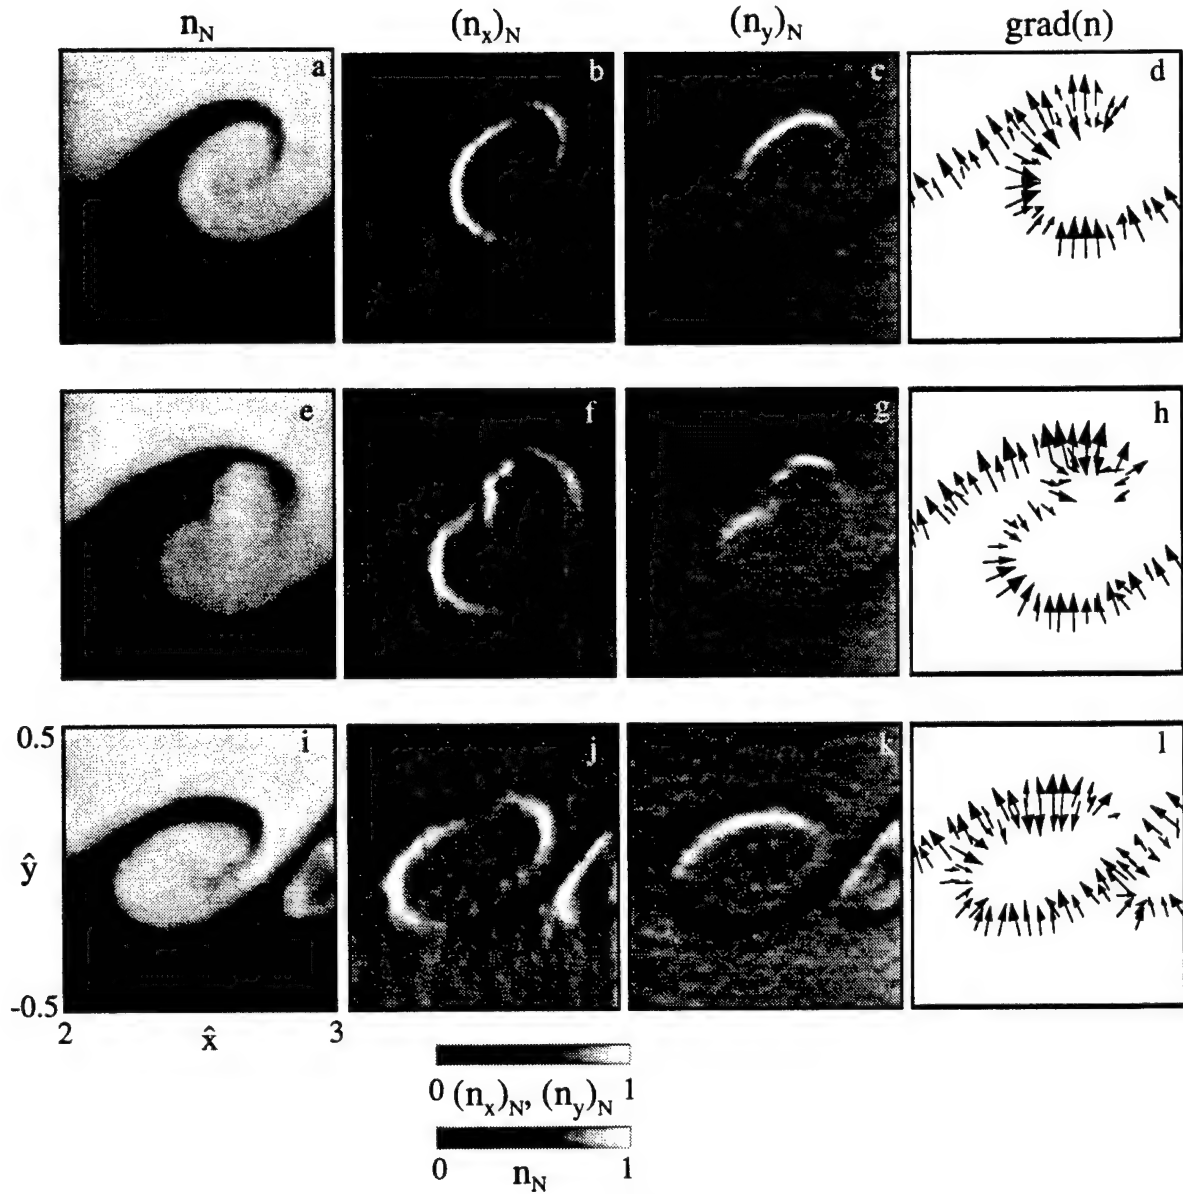 n_N (n_x)_N (n_y)_N grad(n)
a b c d
e f g h
i j k l
0.5
ŷ
-0.5
2 x̂ 3
0 (n_x)_N, (n_y)_N 1
0 n_N 1